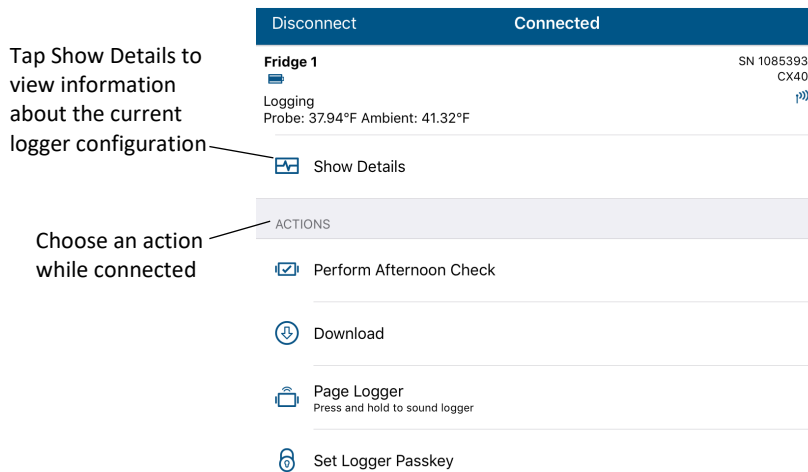 Disconnect Connected
Tap Show Details to
view information
about the current
logger configuration
Fridge 1
SN 1085393
CX40
Logging
Probe: 37.94°F Ambient: 41.32°F
Show Details
ACTIONS
Choose an action
while connected
Perform Afternoon Check
Download
Page Logger
Press and hold to sound logger
Set Logger Passkey